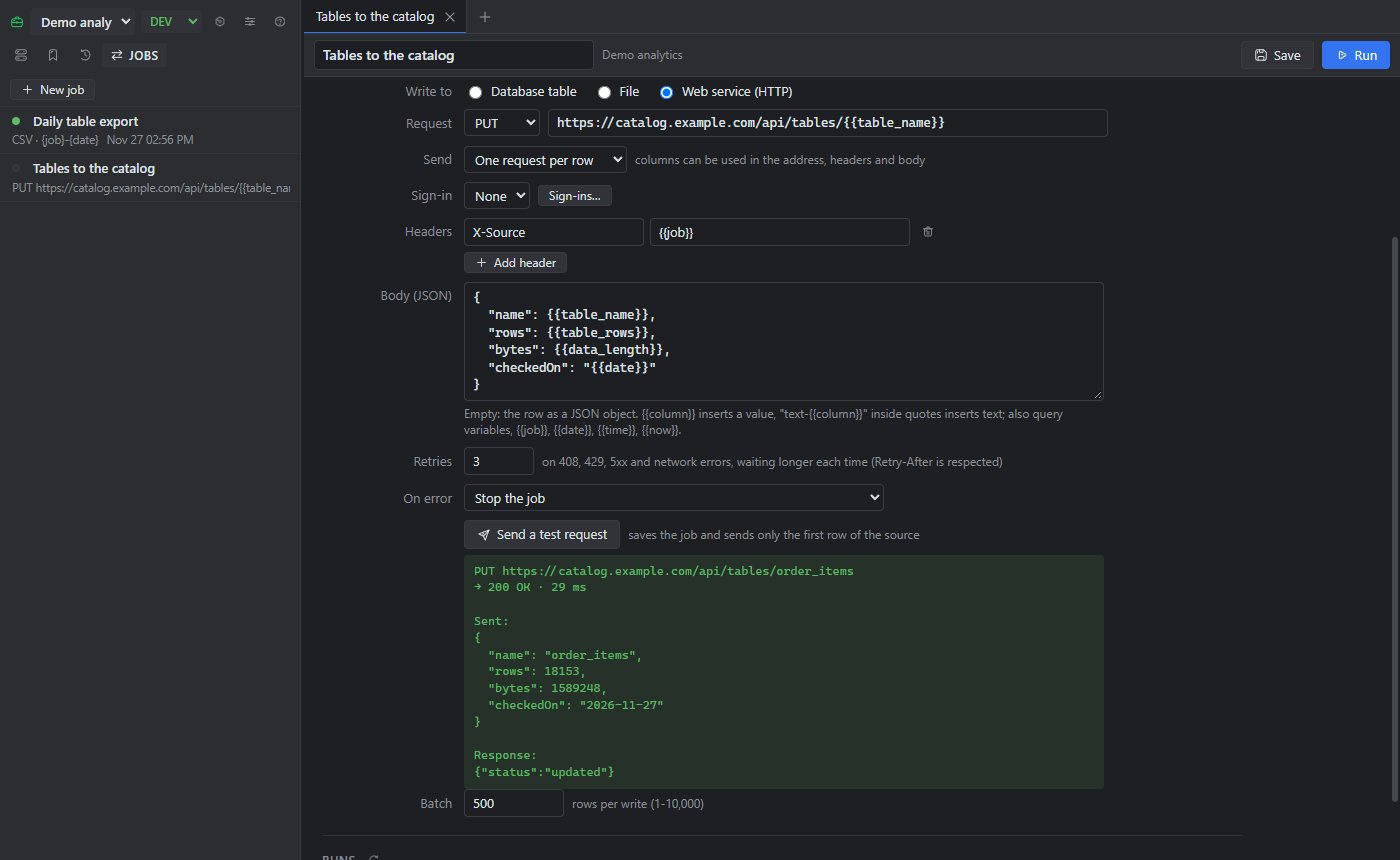 Demo analy
DEV
Tables to the catalog
JOBS
New job
Daily table export
CSV · {job}-{date} Nov 27 02:56 PM
Tables to the catalog
PUT https://catalog.example.com/api/tables/{{table_nar
Tables to the catalog
Demo analytics
Save
Run
Write to
Database table
File
Web service (HTTP)
Request
PUT
https://catalog.example.com/api/tables/{{table_name}}
Send
One request per row
columns can be used in the address, headers and body
Sign-in
None
Sign-ins...
Headers
X-Source
{{job}}
Add header
Body (JSON)
{
"name": {{table_name}},
"rows": {{table_rows}},
"bytes": {{data_length}},
"checkedOn": "{{date}}"
}
Empty: the row as a JSON object. {{column}} inserts a value, "text-{{column}}" inside quotes inserts text; also query
variables, {{job}}, {{date}}, {{time}}, {{now}}.
Retries
3
on 408, 429, 5xx and network errors, waiting longer each time (Retry-After is respected)
On error
Stop the job
Send a test request
saves the job and sends only the first row of the source
PUT https://catalog.example.com/api/tables/order_items
→ 200 OK · 29 ms
Sent:
{
"name": "order_items",
"rows": 18153,
"bytes": 1589248,
"checkedOn": "2026-11-27"
}
Response:
{"status":"updated"}
Batch
500
rows per write (1-10,000)
RUNS